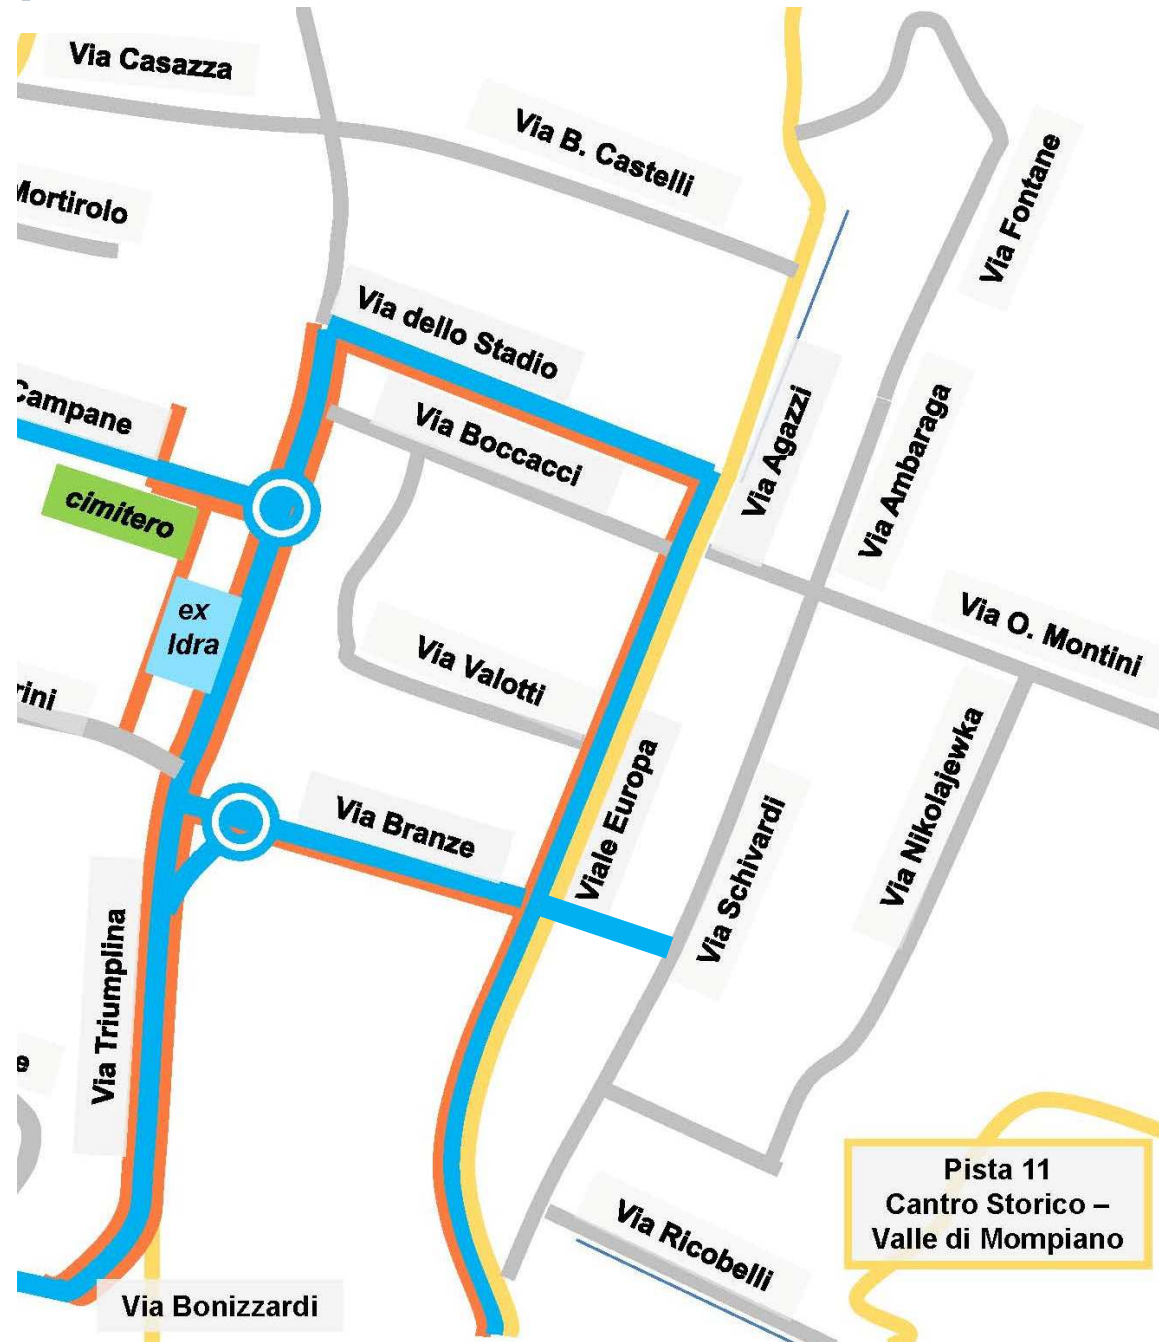 Via Casazza
Via B. Castelli
Mortirolo
Via Fontane
Via dello Stadio
Campane
Via Boccacci
Via Agazzi
Via Ambaraga
cimitero
ex
Idra
Via O. Montini
rini
Via Valotti
Via Branze
Viale Europa
Via Schivardi
Via Nikolajewka
Via Triumplina
e
Pista 11
Cantro Storico –
Valle di Mompiano
Via Ricobelli
Via Bonizzardi